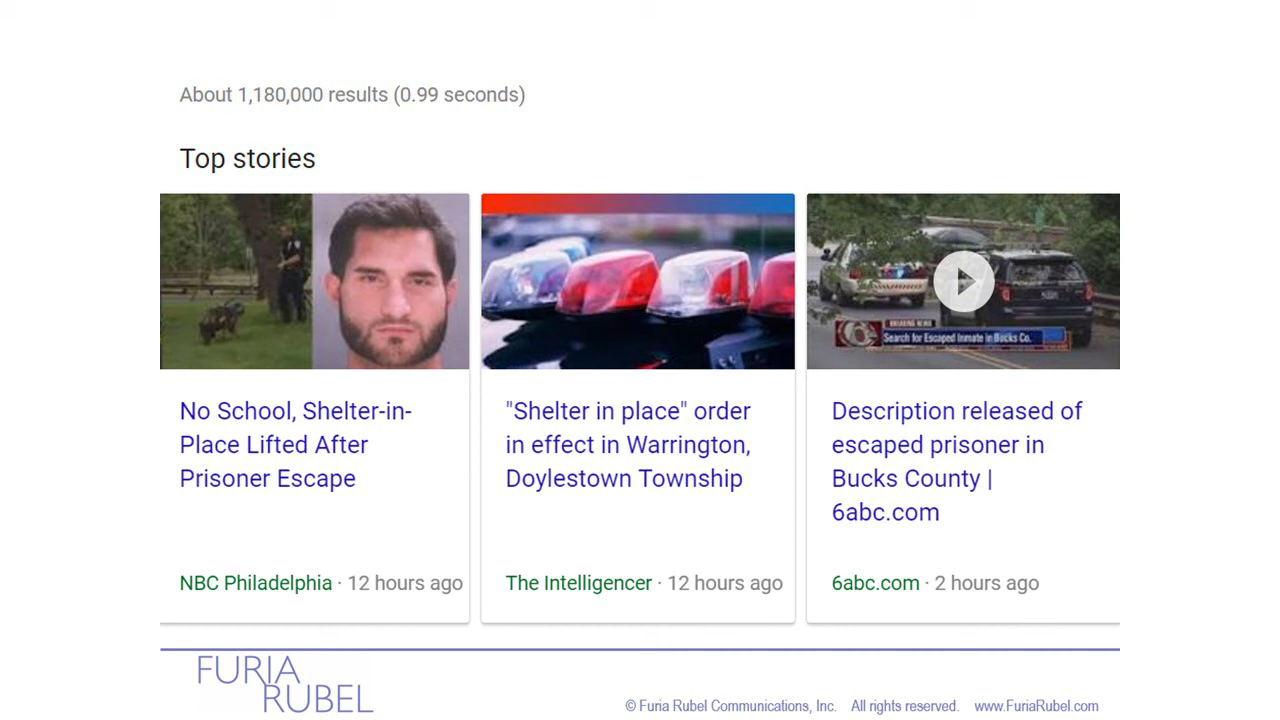 About 1,180,000 results (0.99 seconds)
Top stories
BREAKING NEWS
Search for Escaped Inmate in Bucks Co.
No School, Shelter-in-
Place Lifted After
Prisoner Escape
NBC Philadelphia · 12 hours ago
"Shelter in place" order
in effect in Warrington,
Doylestown Township
The Intelligencer · 12 hours ago
Description released of
escaped prisoner in
Bucks County |
6abc.com
6abc.com · 2 hours ago
FURIA
RUBEL
© Furia Rubel Communications, Inc. All rights reserved. www.FuriaRubel.com